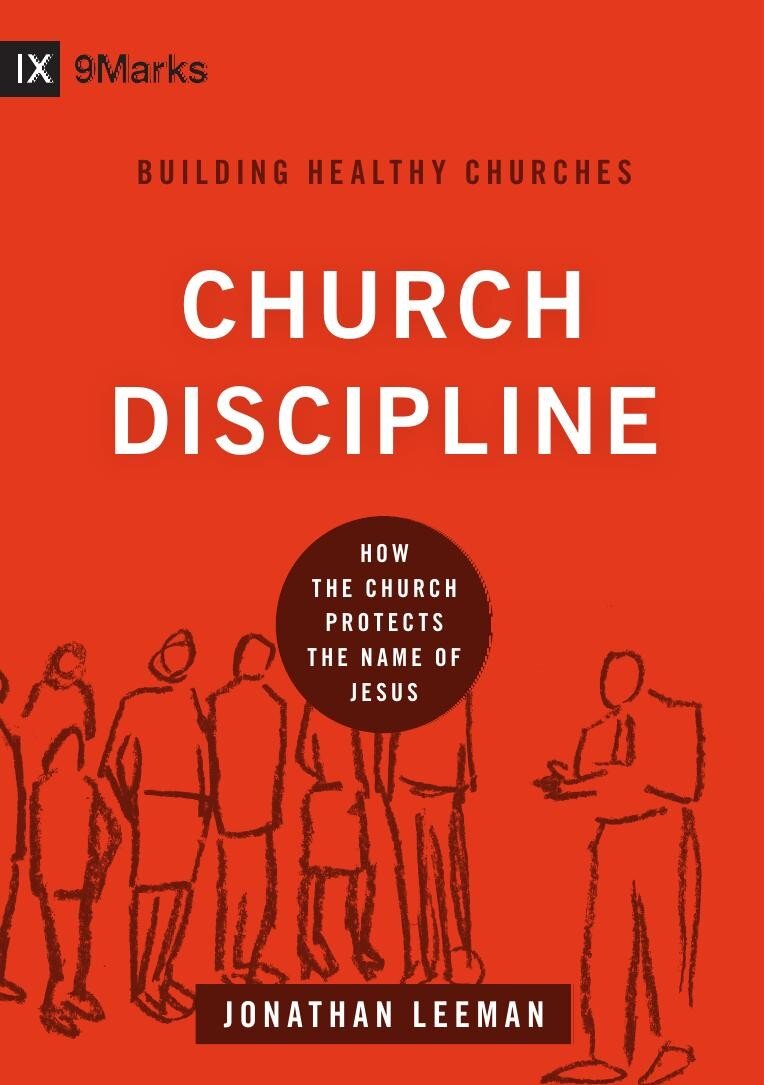 IX 9Marks
BUILDING HEALTHY CHURCHES
CHURCH
DISCIPLINE
HOW
THE CHURCH
PROTECTS
THE NAME OF
JESUS
JONATHAN LEEMAN